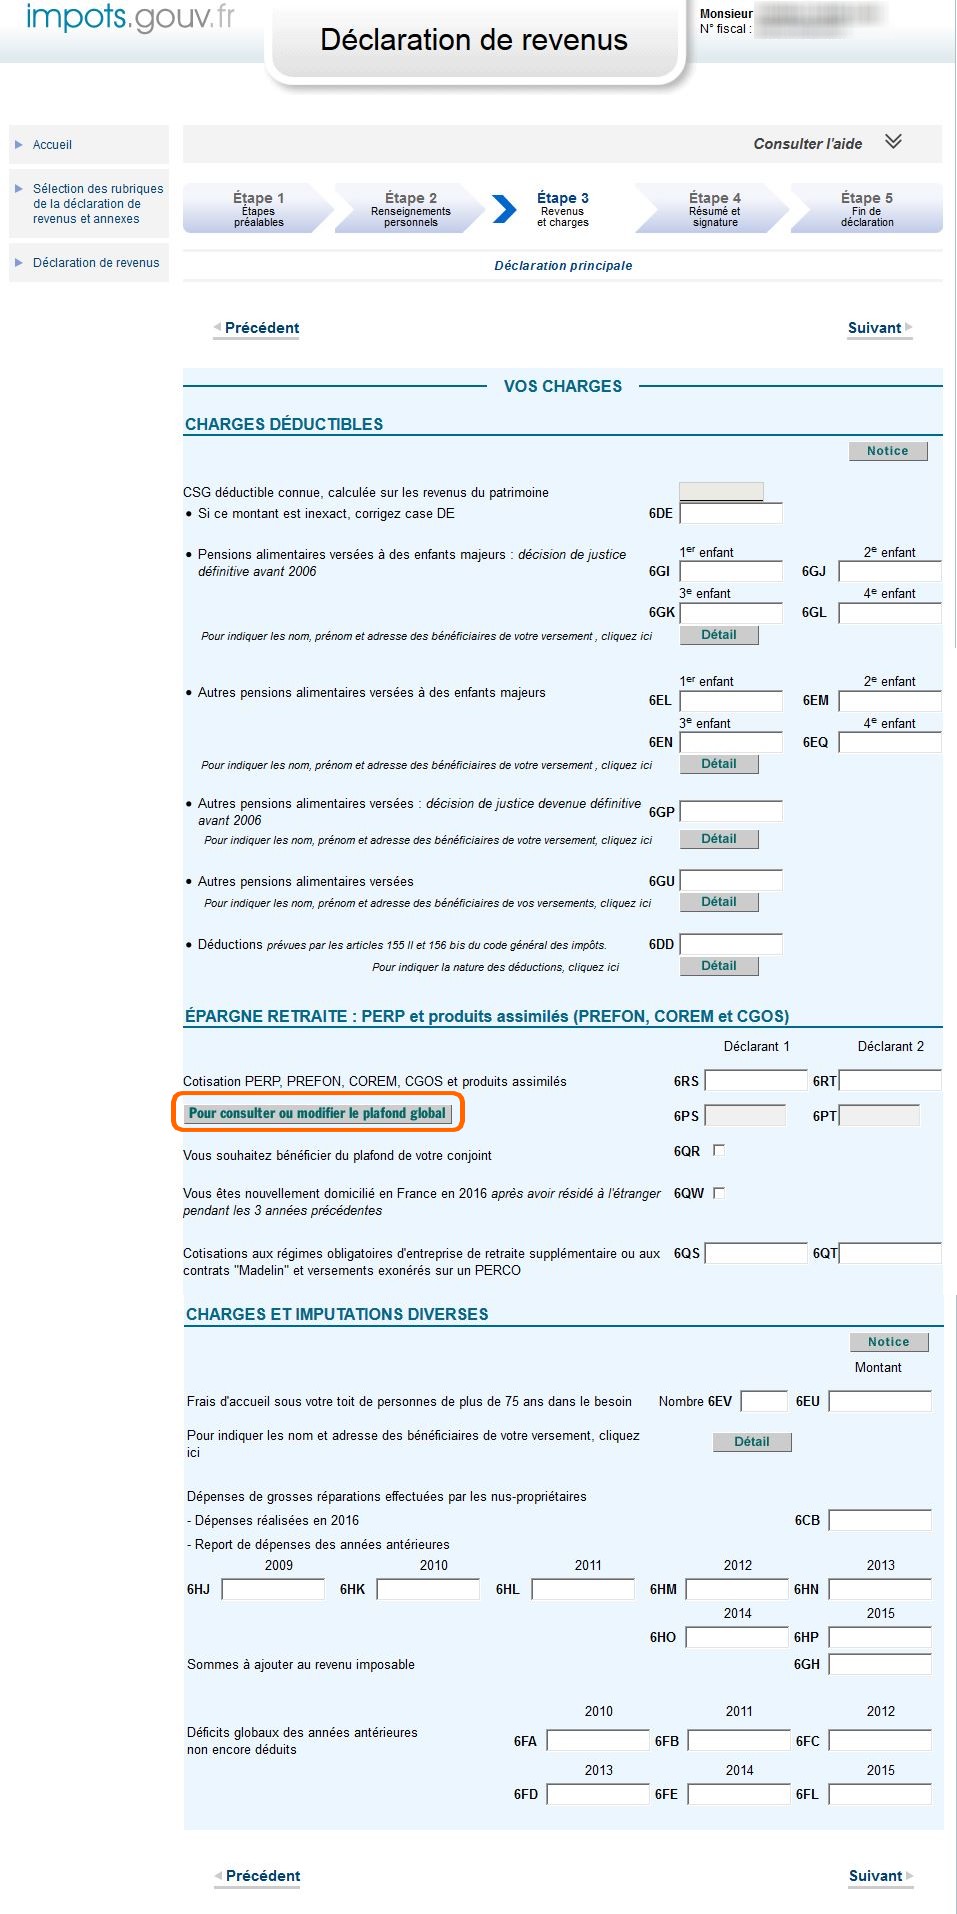 impots.gouv.fr
Déclaration de revenus
Monsieur
N° fiscal :
Accueil
Sélection des rubriques
de la déclaration de
revenus et annexes
Déclaration de revenus
Consulter l'aide
Étape 1
Étapes
préalables
Étape 2
Renseignements
personnels
Étape 3
Revenus
et charges
Étape 4
Résumé et
signature
Étape 5
Fin de
déclaration
Déclaration principale
Précédent Suivant
VOS CHARGES
CHARGES DÉDUCTIBLES
Notice
CSG déductible connue, calculée sur les revenus du patrimoine
• Si ce montant est inexact, corrigez case DE 6DE
1er enfant 2e enfant
• Pensions alimentaires versées à des enfants majeurs : décision de justice
définitive avant 2006 6GI 6GJ
3e enfant 4e enfant
6GK 6GL
Pour indiquer les nom, prénom et adresse des bénéficiaires de votre versement , cliquez ici Détail
1er enfant 2e enfant
• Autres pensions alimentaires versées à des enfants majeurs
6EL 6EM
3e enfant 4e enfant
6EN 6EQ
Pour indiquer les nom, prénom et adresse des bénéficiaires de votre versement , cliquez ici Détail
• Autres pensions alimentaires versées : décision de justice devenue définitive
avant 2006 6GP
Pour indiquer les nom, prénom et adresse des bénéficiaires de votre versement, cliquez ici Détail
• Autres pensions alimentaires versées 6GU
Pour indiquer les nom, prénom et adresse des bénéficiaires de vos versements, cliquez ici Détail
• Déductions prévues par les articles 155 II et 156 bis du code général des impôts. 6DD
Pour indiquer la nature des déductions, cliquez ici Détail
ÉPARGNE RETRAITE : PERP et produits assimilés (PREFON, COREM et CGOS)
Déclarant 1 Déclarant 2
Cotisation PERP, PREFON, COREM, CGOS et produits assimilés 6RS 6RT
Pour consulter ou modifier le plafond global 6PS 6PT
Vous souhaitez bénéficier du plafond de votre conjoint 6QR
Vous êtes nouvellement domicilié en France en 2016 après avoir résidé à l'étranger 6QW
pendant les 3 années précédentes
Cotisations aux régimes obligatoires d'entreprise de retraite supplémentaire ou aux 6QS 6QT
contrats "Madelin" et versements exonérés sur un PERCO
CHARGES ET IMPUTATIONS DIVERSES
Notice
Montant
Frais d'accueil sous votre toit de personnes de plus de 75 ans dans le besoin Nombre 6EV 6EU
Pour indiquer les nom et adresse des bénéficiaires de votre versement, cliquez
ici Détail
Dépenses de grosses réparations effectuées par les nus-propriétaires
- Dépenses réalisées en 2016 6CB
- Report de dépenses des années antérieures
2009 2010 2011 2012 2013
6HJ 6HK 6HL 6HM 6HN
2014 2015
6HO 6HP
Sommes à ajouter au revenu imposable 6GH
2010 2011 2012
Déficits globaux des années antérieures
non encore déduits 6FA 6FB 6FC
2013 2014 2015
6FD 6FE 6FL
Précédent Suivant